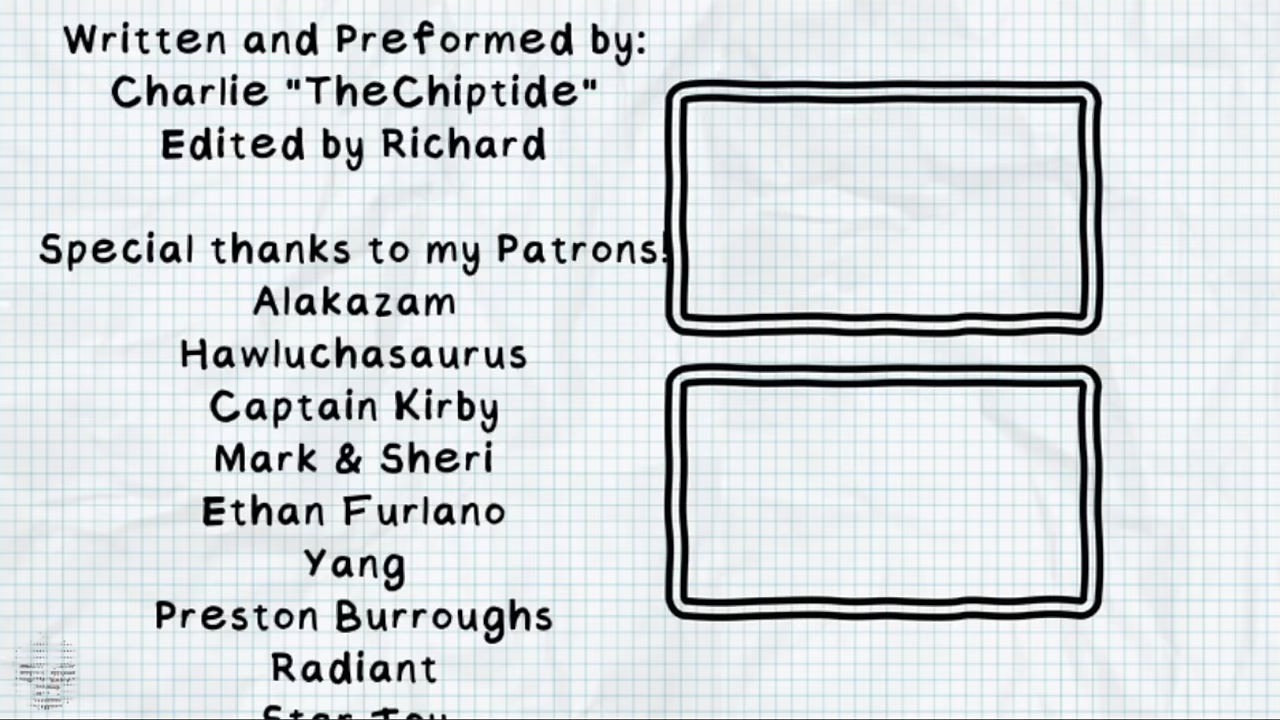 Written and Preformed by:
Charlie "TheChiptide"
Edited by Richard
Special thanks to my Patrons!
Alakazam
Hawluchasaurus
Captain Kirby
Mark & Sheri
Ethan Furlano
Yang
Preston Burroughs
Radiant